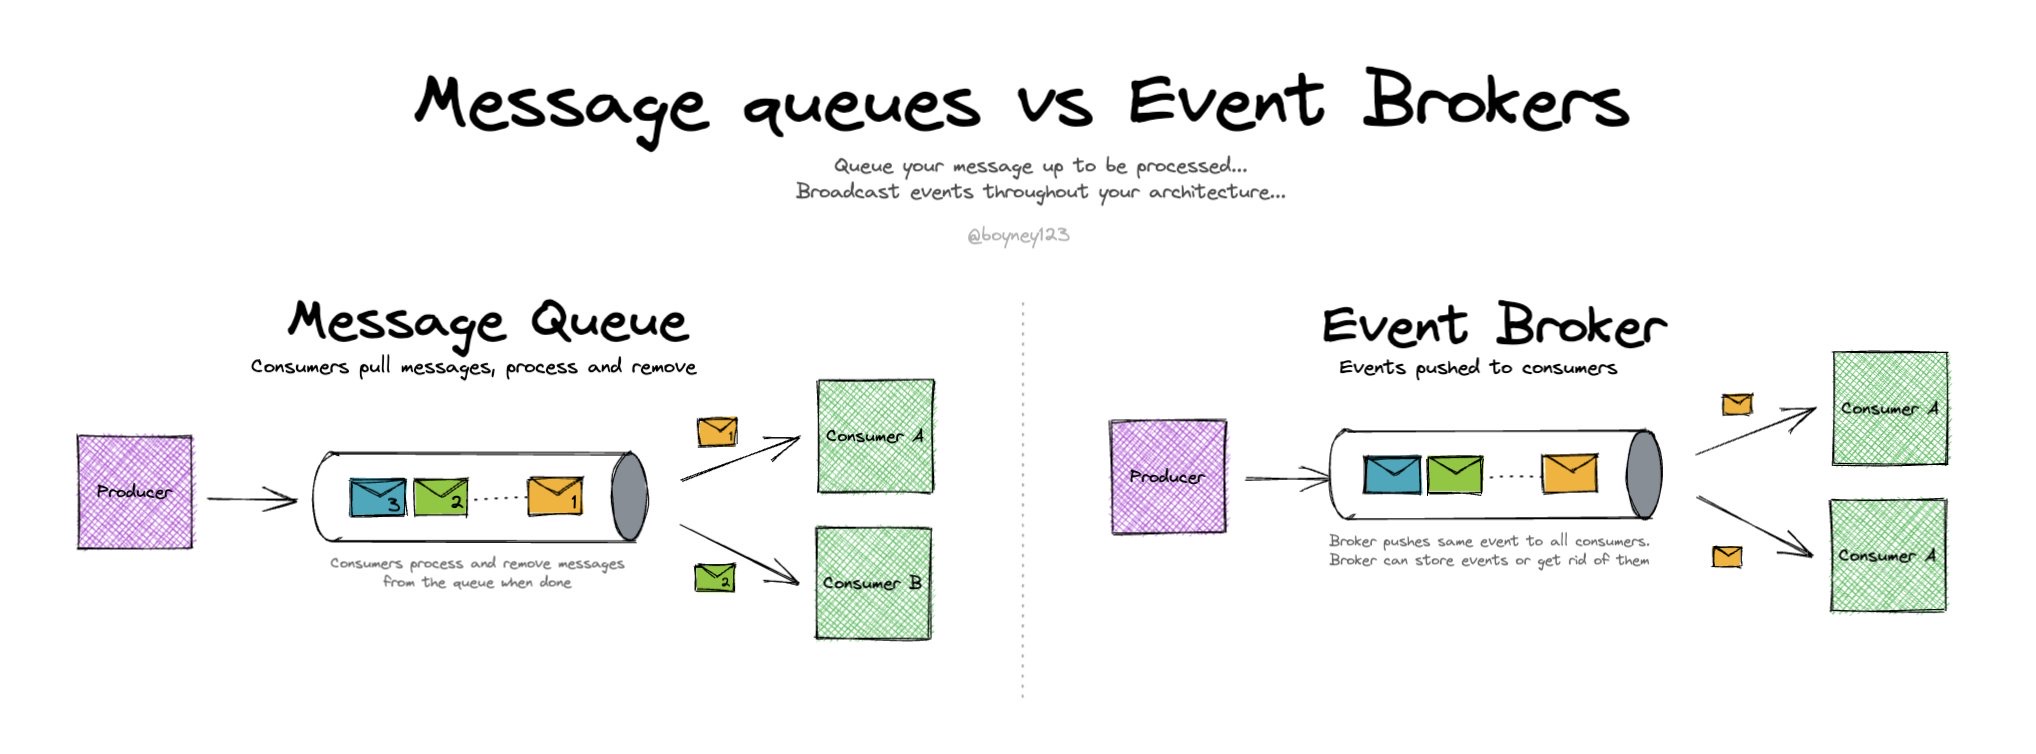 Message queues vs Event Brokers
Queue your message up to be processed...
Broadcast events throughout your architecture...
@boyney123
Message Queue
Consumers pull messages, process and remove
Producer
3
2
1
Consumers process and remove messages
from the queue when done
1
2
Consumer A
Consumer B
Event Broker
Events pushed to consumers
Producer
Broker pushes same event to all consumers.
Broker can store events or get rid of them
Consumer A
Consumer A